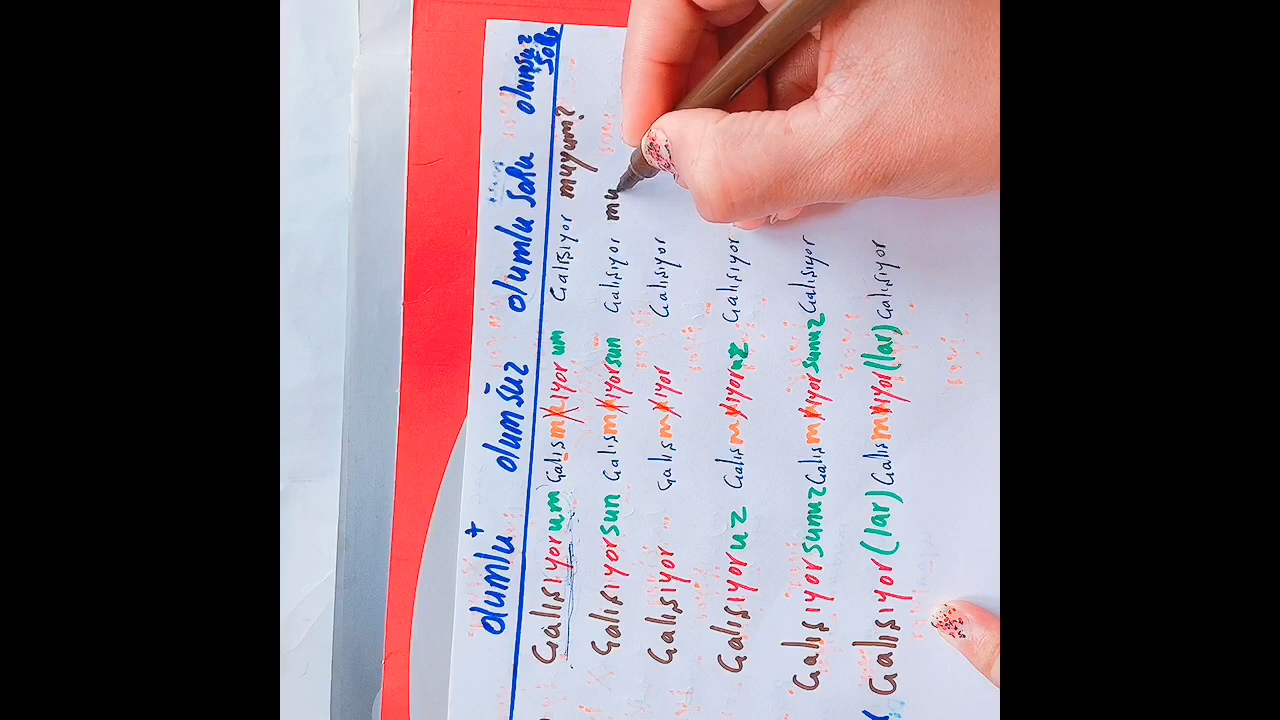 olumlu+ olumsuz olumlu soru olumsuz soru
Çalışıyorum Çalışmıyorum Çalışıyor muyum?
Çalışıyorsun Çalışmıyorsun Çalışıyor mu
Çalışıyor Çalışmıyor Çalışıyor
Çalışıyoruz Çalışmıyoruz Çalışıyor
Çalışıyorsunuz Çalışmıyorsunuz Çalışıyor
Çalışıyor(lar) Çalışmıyor(lar) Çalışıyor